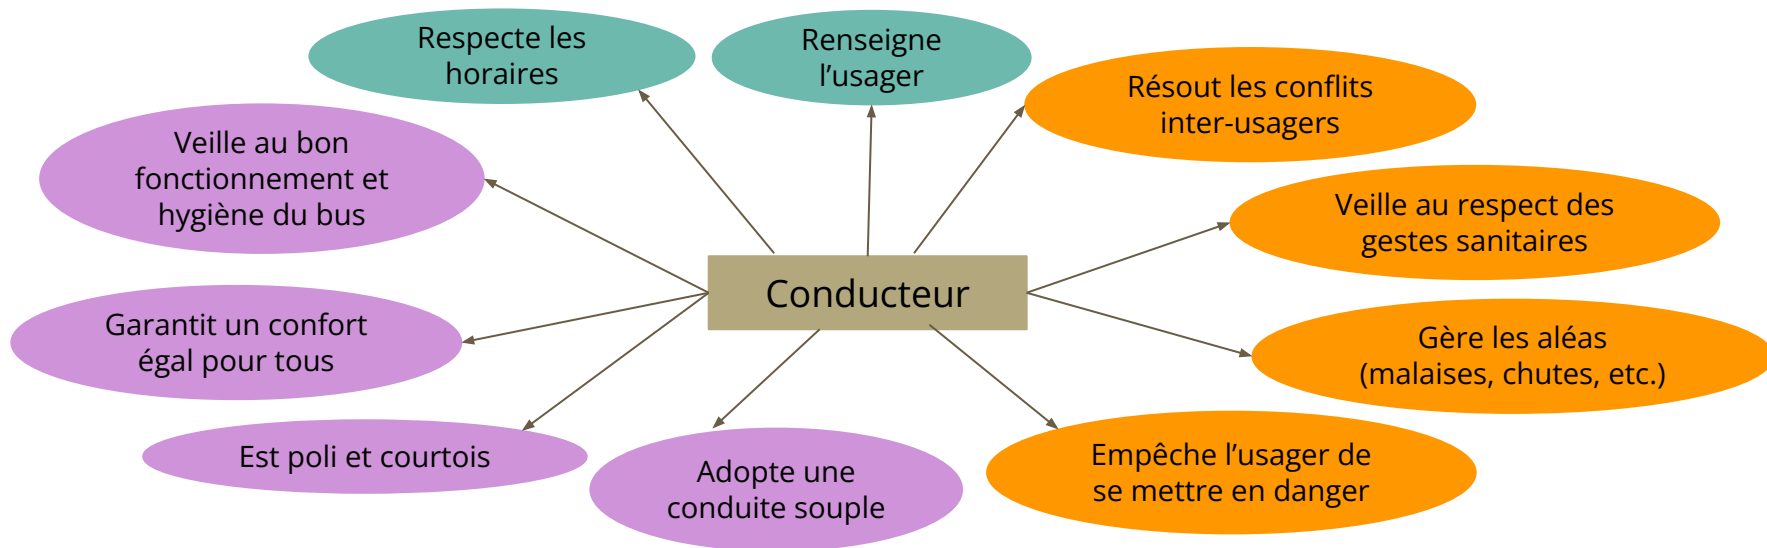 Respecte les
horaires
Renseigne
l’usager
Résout les conflits
inter-usagers
Veille au bon
fonctionnement et
hygiène du bus
Veille au respect des
gestes sanitaires
Conducteur
Garantit un confort
égal pour tous
Gère les aléas
(malaises, chutes, etc.)
Est poli et courtois
Adopte une
conduite souple
Empêche l’usager de
se mettre en danger